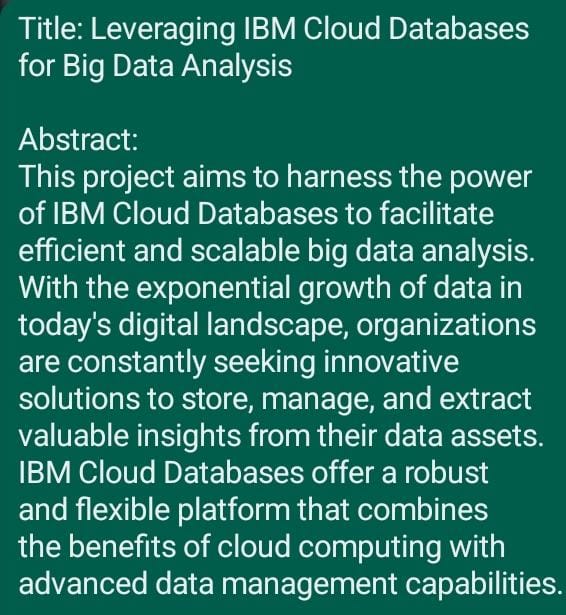 Title: Leveraging IBM Cloud Databases
for Big Data Analysis

Abstract:
This project aims to harness the power
of IBM Cloud Databases to facilitate
efficient and scalable big data analysis.
With the exponential growth of data in
today's digital landscape, organizations
are constantly seeking innovative
solutions to store, manage, and extract
valuable insights from their data assets.
IBM Cloud Databases offer a robust
and flexible platform that combines
the benefits of cloud computing with
advanced data management capabilities.